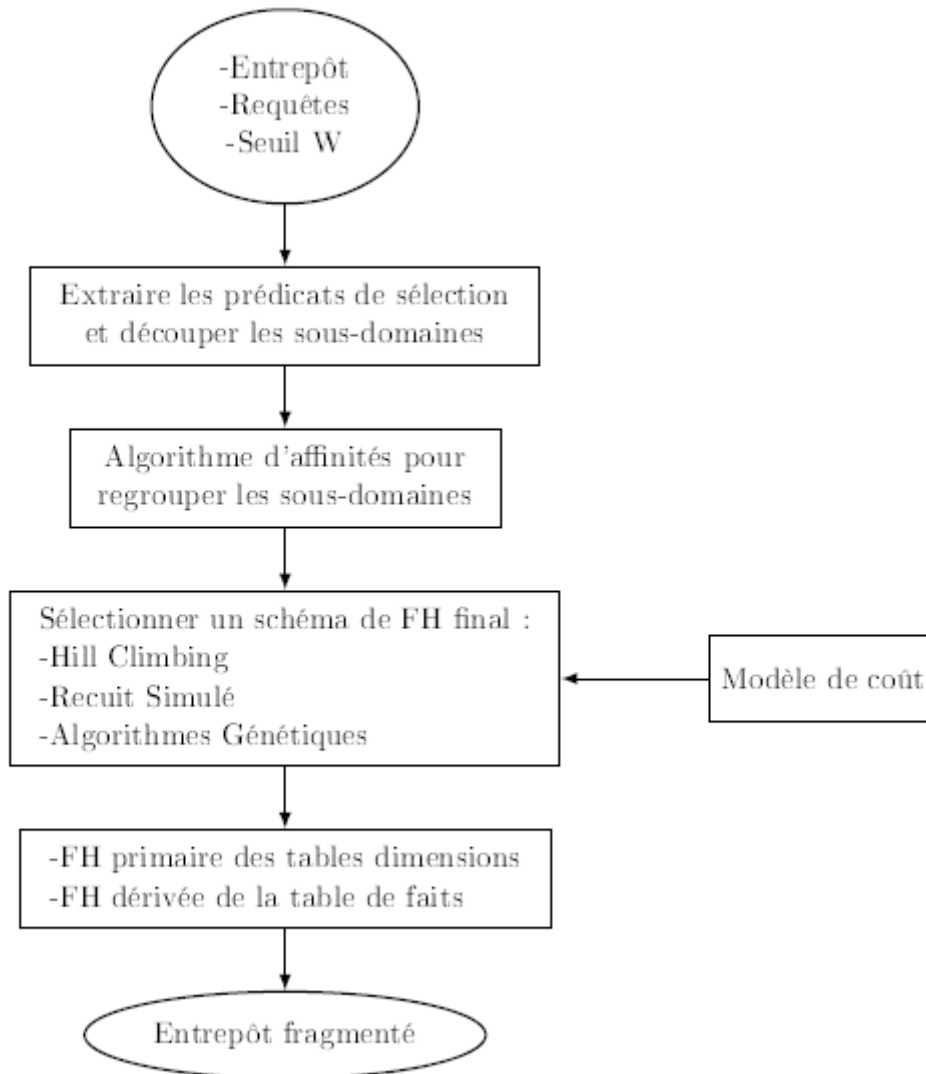 -Entrepôt
-Requêtes
-Seuil W
Extraire les prédicats de sélection
et découper les sous-domaines
Algorithme d'affinités pour
regrouper les sous-domaines
Sélectionner un schéma de FH final :
-Hill Climbing
-Recuit Simulé
-Algorithmes Génétiques
Modèle de coût
-FH primaire des tables dimensions
-FH dérivée de la table de faits
Entrepôt fragmenté